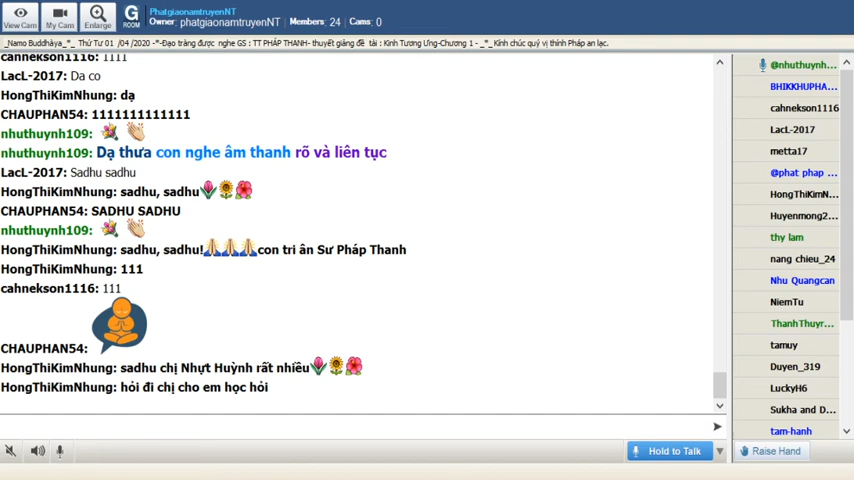 View Cam
My Cam
Enlarge
G ROOM
PhatgiaonamtruyenNT
Owner: phatgiaonamtruyenNT | Members: 24 | Cams: 0
_Namo Buddhàya_*_ Thứ Tư 01 /04 /2020 -*-Đạo tràng được nghe GS : TT PHÁP THANH- thuyết giảng đề tài : Kinh Tương Ưng-Chương 1 - _*_ Kính chúc quý vị thính Pháp an lạc.
cahnekson1116: 1111
LacL-2017: Da co
HongThiKimNhung: dạ
CHAUPHAN54: 1111111111111
nhuthuynh109:
nhuthuynh109: Dạ thưa con nghe âm thanh rõ và liên tục
LacL-2017: Sadhu sadhu
HongThiKimNhung: sadhu, sadhu
CHAUPHAN54: SADHU SADHU
nhuthuynh109:
HongThiKimNhung: sadhu, sadhu! con tri ân Sư Pháp Thanh
HongThiKimNhung: 111
cahnekson1116: 111
CHAUPHAN54:
HongThiKimNhung: sadhu chị Nhựt Huỳnh rất nhiều
HongThiKimNhung: hỏi đi chị cho em học hỏi
@nhuthuynh...
BHIKKHUPHA...
cahnekson1116
LacL-2017
metta17
@phat phap ...
HongThiKimN...
Huyenmong2...
thy lam
nang chieu_24
Nhu Quangcan
NiemTu
ThanhThuyr...
tamuy
Duyen_319
LuckyH6
Sukha and D...
tam-hanh
Hold to Talk
Raise Hand